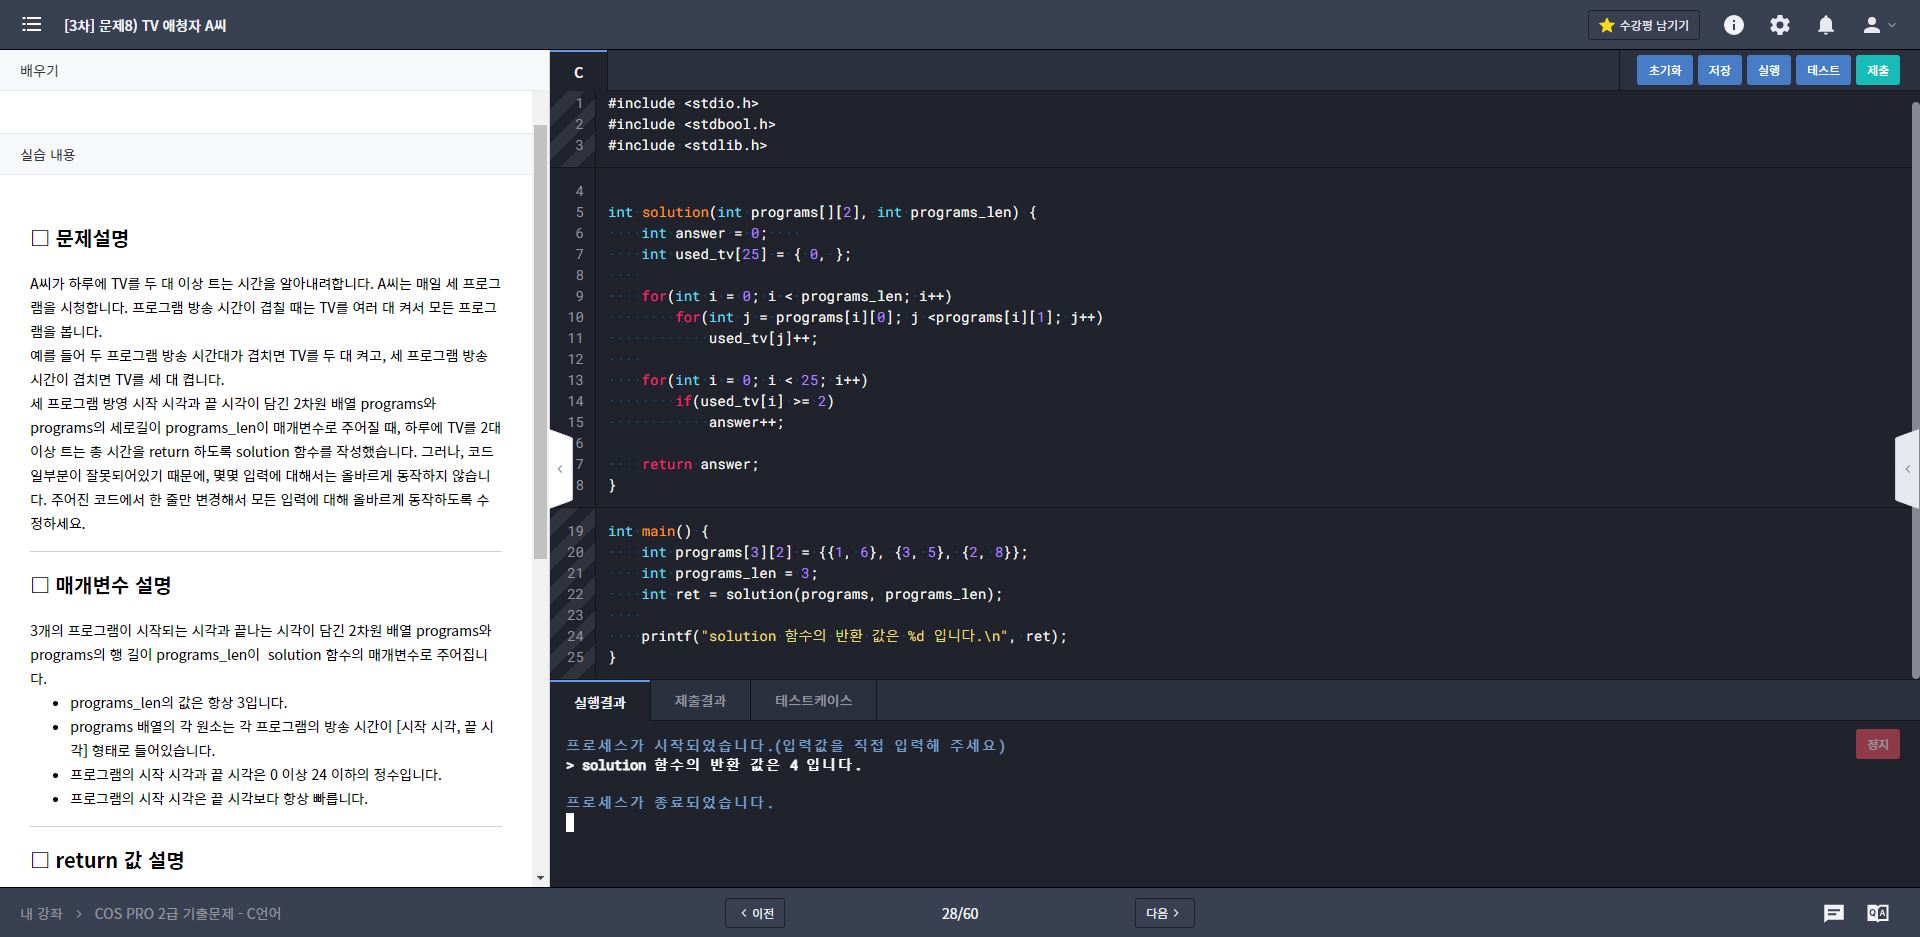 [3차] 문제8) TV 애청자 A씨
수강평 남기기
배우기
실습 내용
문제설명
A씨가 하루에 TV를 두 대 이상 트는 시간을 알아내려합니다. A씨는 매일 세 프로그
램을 시청합니다. 프로그램 방송 시간이 겹칠 때는 TV를 여러 대 켜서 모든 프로그
램을 봅니다.
예를 들어 두 프로그램 방송 시간대가 겹치면 TV를 두 대 켜고, 세 프로그램 방송
시간이 겹치면 TV를 세 대 켭니다.
세 프로그램 방영 시작 시각과 끝 시각이 담긴 2차원 배열 programs와
programs의 세로길이 programs_len이 매개변수로 주어질 때, 하루에 TV를 2대
이상 트는 총 시간을 return 하도록 solution 함수를 작성했습니다. 그러나, 코드
일부분이 잘못되어있기 때문에, 몇몇 입력에 대해서는 올바르게 동작하지 않습니
다. 주어진 코드에서 한 줄만 변경해서 모든 입력에 대해 올바르게 동작하도록 수
정하세요.
매개변수 설명
3개의 프로그램이 시작되는 시각과 끝나는 시각이 담긴 2차원 배열 programs와
programs의 행 길이 programs_len이 solution 함수의 매개변수로 주어집니
다.
• programs_len의 값은 항상 3입니다.
• programs 배열의 각 원소는 각 프로그램의 방송 시간이 [시작 시각, 끝 시
각] 형태로 들어있습니다.
• 프로그램의 시작 시각과 끝 시각은 0 이상 24 이하의 정수입니다.
• 프로그램의 시작 시각은 끝 시각보다 항상 빠릅니다.
return 값 설명
C
초기화 저장 실행 테스트 제출
1 #include <stdio.h>
2 #include <stdbool.h>
3 #include <stdlib.h>
4
5 int solution(int programs[][2], int programs_len) {
6     int answer = 0;
7     int used_tv[25] = { 0, };
8
9     for(int i = 0; i < programs_len; i++)
10         for(int j = programs[i][0]; j <programs[i][1]; j++)
11             used_tv[j]++;
12
13     for(int i = 0; i < 25; i++)
14         if(used_tv[i] >= 2)
15             answer++;
6
7     return answer;
8 }
19 int main() {
20     int programs[3][2] = {{1, 6}, {3, 5}, {2, 8}};
21     int programs_len = 3;
22     int ret = solution(programs, programs_len);
23
24     printf("solution 함수의 반환 값은 %d 입니다.\n", ret);
25 }
실행결과 제출결과 테스트케이스
프로세스가 시작되었습니다.(입력값을 직접 입력해 주세요)
> solution 함수의 반환 값은 4 입니다.
프로세스가 종료되었습니다.
정지
내 강좌 > COS PRO 2급 기출문제 - C언어
< 이전
28/60
다음 >